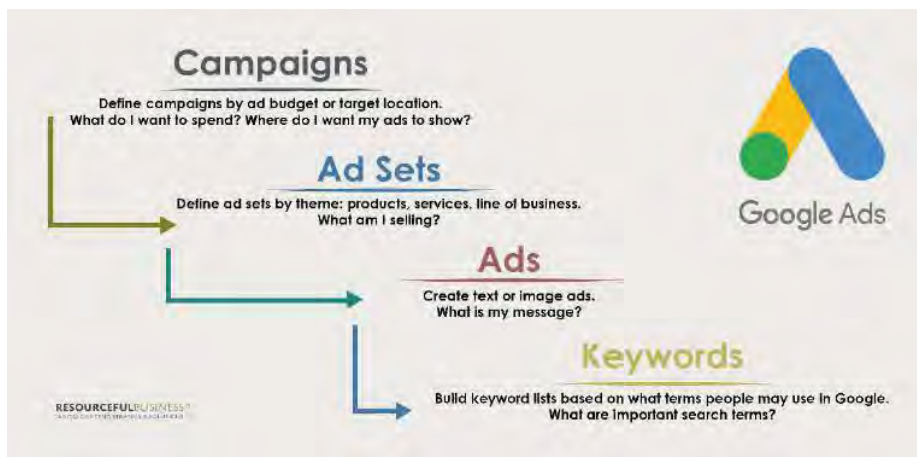 Campaigns
Define campaigns by ad budget or target location.
What do I want to spend? Where do I want my ads to show?
Ad Sets
Define ad sets by theme: products, services, line of business.
What am I selling?
Google Ads
Ads
Create text or image ads.
What is my message?
Keywords
Build keyword lists based on what terms people may use in Google.
What are important search terms?
RESOURCEFULBUSINESS